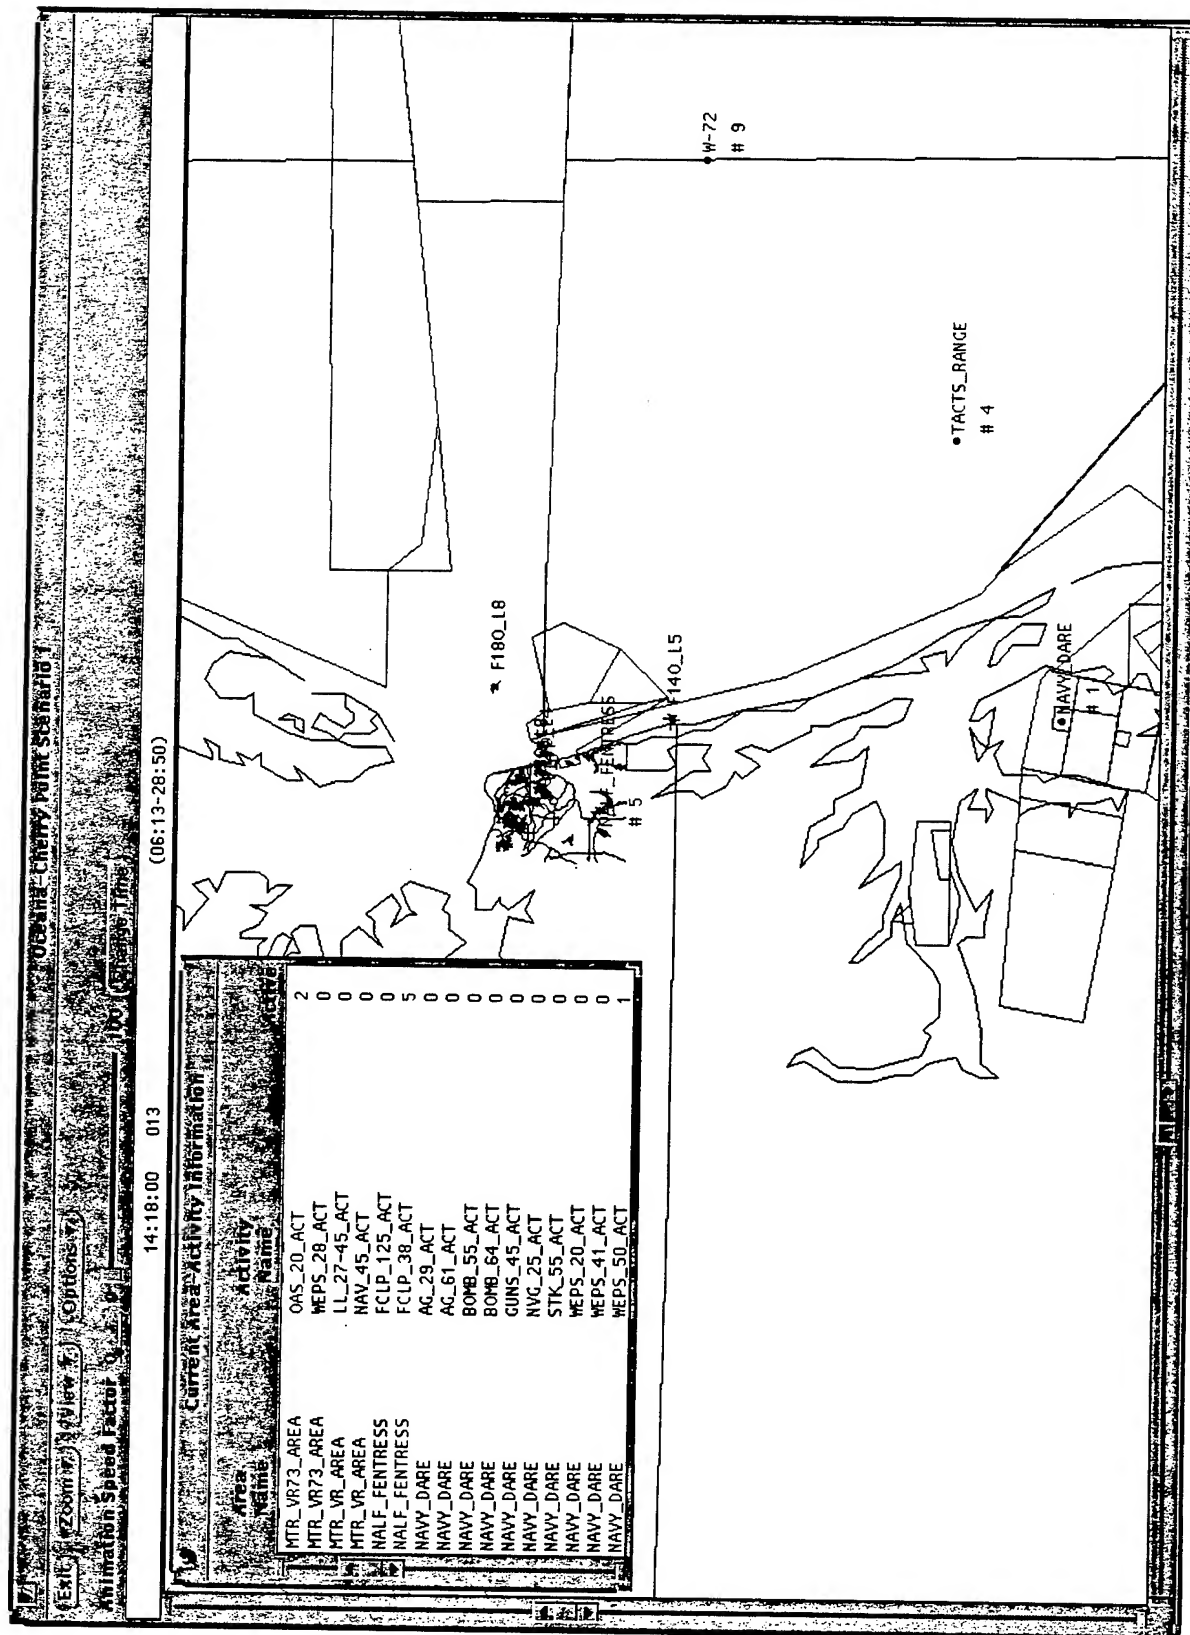 Oceana-Cherry Point Scenario 1
Exit Zoom View Options
Animation Speed Factor 0 100 Change Time
14:18:00 013 (06:13-28:50)
Current Area/Activity Information
Area Name Activity Name Active
MTR_VR73_AREA OAS_20_ACT 2
MTR_VR73_AREA WEPS_28_ACT 0
MTR_VR_AREA LL_27-45_ACT 0
MTR_VR_AREA NAV_45_ACT 0
NALF_FENTRESS FCLP_125_ACT 0
NALF_FENTRESS FCLP_38_ACT 5
NAVY_DARE AG_29_ACT 0
NAVY_DARE AG_61_ACT 0
NAVY_DARE BOMB_55_ACT 0
NAVY_DARE BOMB_64_ACT 0
NAVY_DARE GUNS_45_ACT 0
NAVY_DARE NVG_25_ACT 0
NAVY_DARE STK_55_ACT 0
NAVY_DARE WEPS_20_ACT 0
NAVY_DARE WEPS_41_ACT 0
NAVY_DARE WEPS_50_ACT 1
F180_L8
F140_L5
NALF_FENTRESS
# 5
W-72
# 9
TACTS_RANGE
# 4
NAVY_DARE
# 1